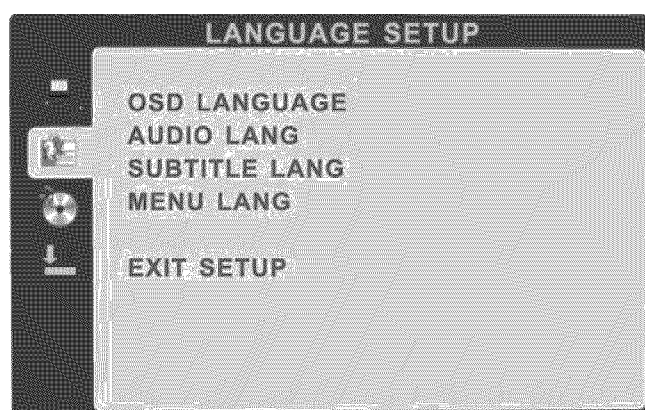 LANGUAGE SETUP
OSD LANGUAGE
AUDIO LANG
SUBTITLE LANG
MENU LANG
EXIT SETUP